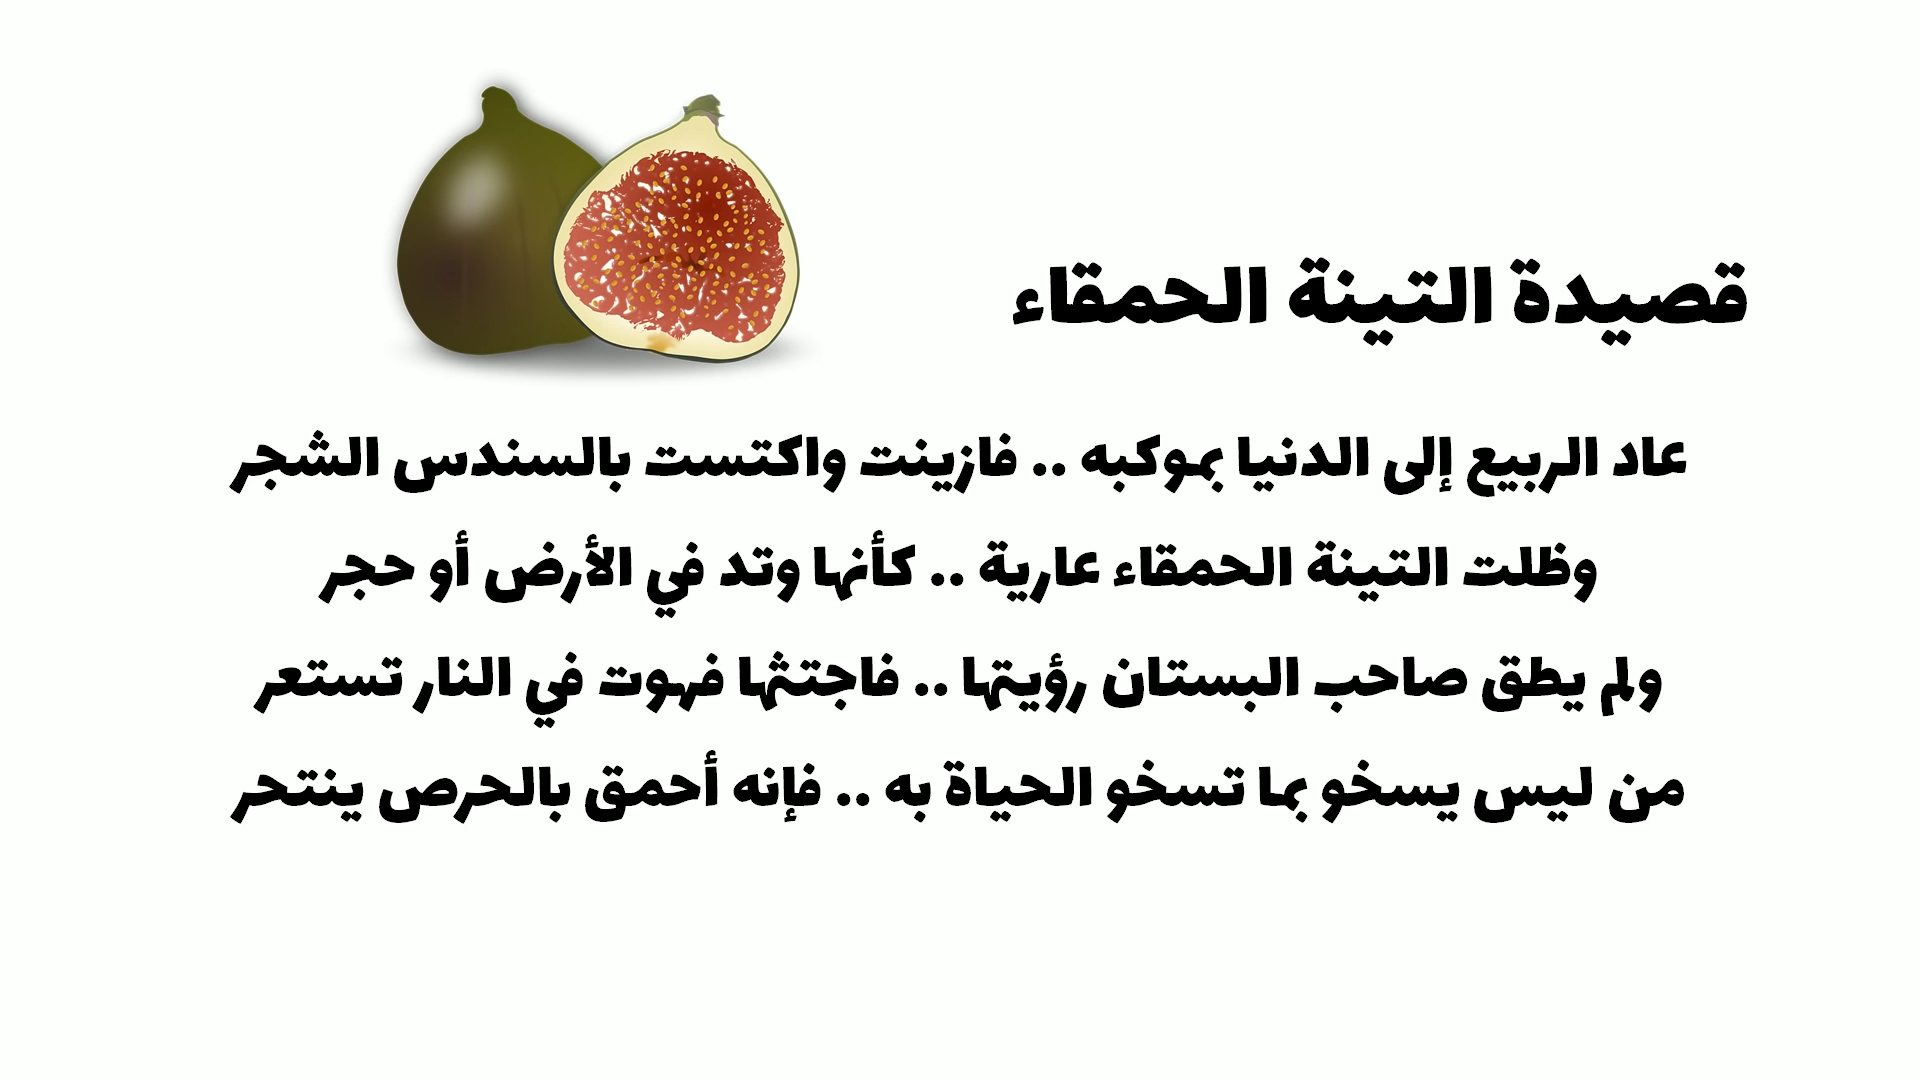 قصيدة التينة الحمقاء
عاد الربيع إلى الدنيا بموكبه .. فازينت واكتست بالسندس الشجر
وظلت التينة الحمقاء عارية .. كأنها وتد في الأرض أو حجر
ولم يطق صاحب البستان رؤيتها .. فاجتثها فهوت في النار تستعر
من ليس يسخو بما تسخو الحياة به .. فإنه أحمق بالحرص ينتحر